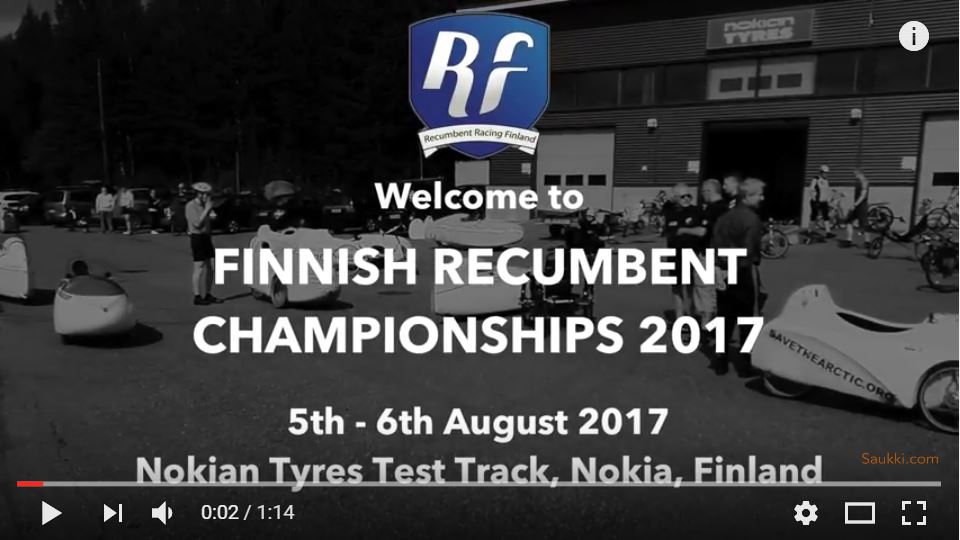 nokian
TYRES
Rf
Recumbent Racing Finland
Welcome to
FINNISH RECUMBENT
CHAMPIONSHIPS 2017
SAVETHEARCTIC.ORG
5th - 6th August 2017
Saukki.com
Nokian Tyres Test Track, Nokia, Finland
0:02 / 1:14